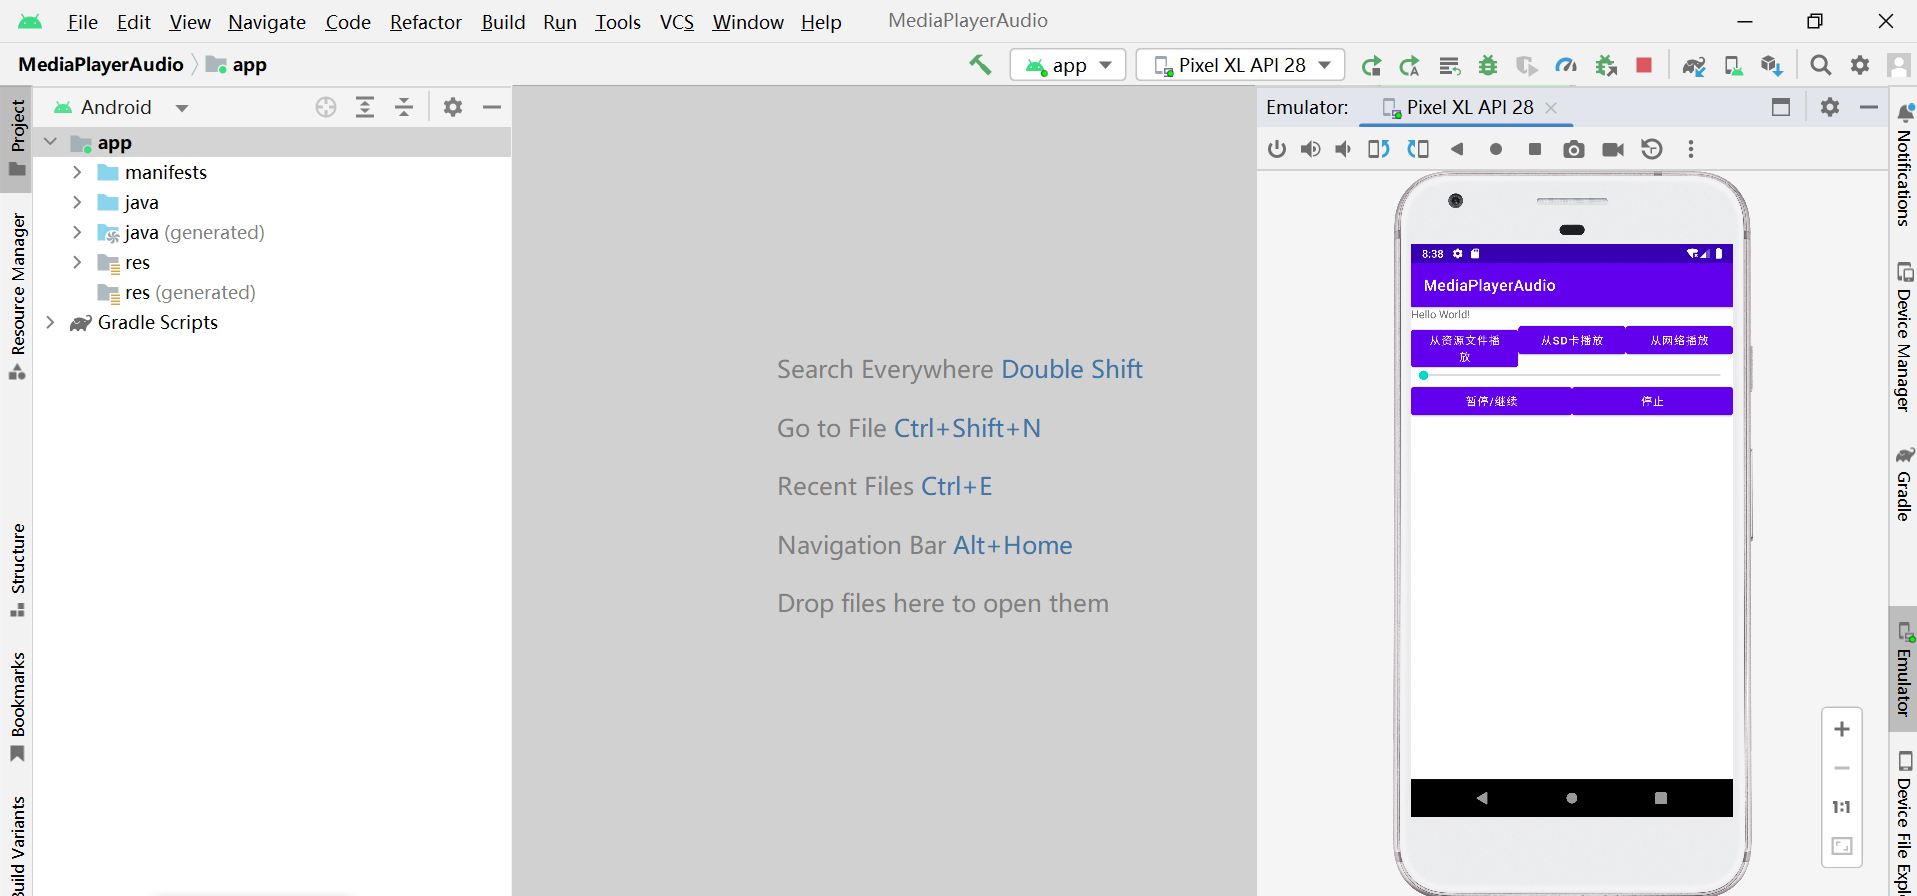 File Edit View Navigate Code Refactor Build Run Tools VCS Window Help MediaPlayerAudio
MediaPlayerAudio app
app
Pixel XL API 28
Android
app
manifests
java
java (generated)
res
res (generated)
Gradle Scripts
Project
Resource Manager
Structure
Bookmarks
Build Variants
Search Everywhere Double Shift
Go to File Ctrl+Shift+N
Recent Files Ctrl+E
Navigation Bar Alt+Home
Drop files here to open them
Emulator: Pixel XL API 28
8:38
MediaPlayerAudio
Hello World!
从资源文件播
放
从SD卡播放
从网络播放
暂停/继续
停止
1:1
Notifications
Device Manager
Gradle
Emulator
Device File Expl